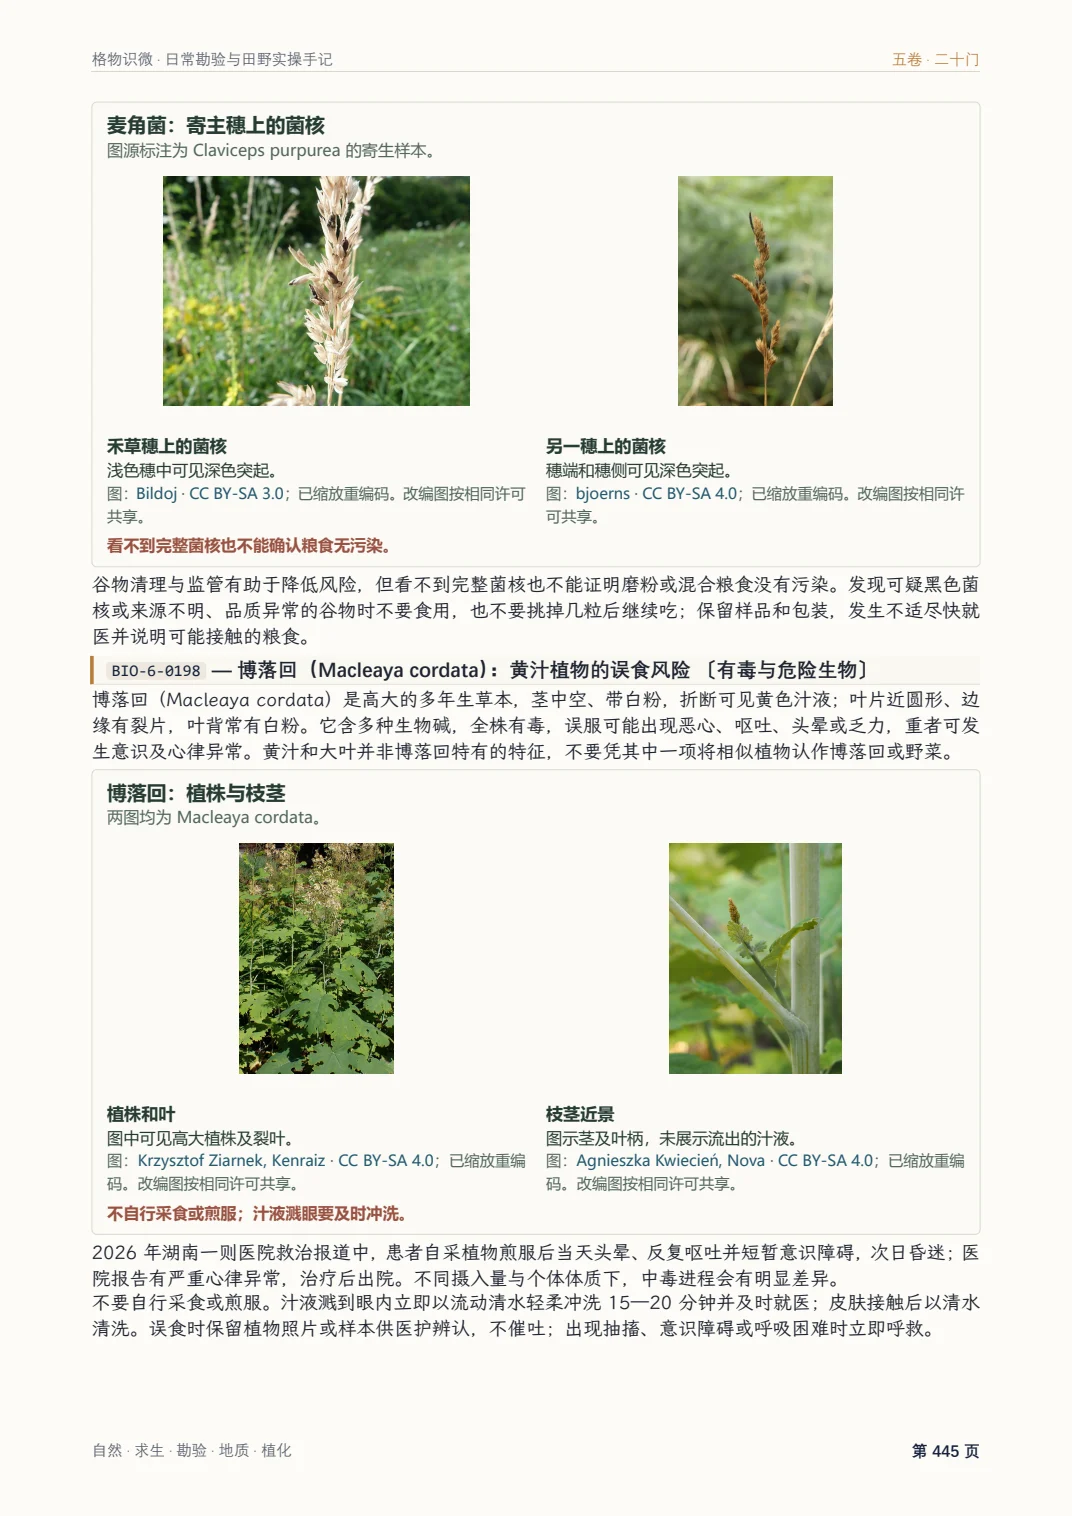 格物识微 · 日常勘验与田野实操手记
五卷 · 二十门
麦角菌：寄主穗上的菌核
图源标注为 Claviceps purpurea 的寄生样本。
禾草穗上的菌核
浅色穗中可见深色突起。
图：Bildoj · CC BY-SA 3.0；已缩放重编码。改编图按相同许可
共享。
另一穗上的菌核
穗端和穗侧可见深色突起。
图：bjoerns · CC BY-SA 4.0；已缩放重编码。改编图按相同许
可共享。
看不到完整菌核也不能确认粮食无污染。
谷物清理与监管有助于降低风险，但看不到完整菌核也不能证明磨粉或混合粮食没有污染。发现可疑黑色菌
核或来源不明、品质异常的谷物时不要食用，也不要挑掉几粒后继续吃；保留样品和包装，发生不适尽快就
医并说明可能接触的粮食。
BIO-6-0198 — 博落回（Macleaya cordata）：黄汁植物的误食风险 〔有毒与危险生物〕
博落回（Macleaya cordata）是高大的多年生草本，茎中空、带白粉，折断可见黄色汁液；叶片近圆形、边
缘有裂片，叶背常有白粉。它含多种生物碱，全株有毒，误服可能出现恶心、呕吐、头晕或乏力，重者可发
生意识及心律异常。黄汁和大叶并非博落回特有的特征，不要凭其中一项将相似植物认作博落回或野菜。
博落回：植株与枝茎
两图均为 Macleaya cordata。
植株和叶
图中可见高大植株及裂叶。
图：Krzysztof Ziarnek, Kenraiz · CC BY-SA 4.0；已缩放重编
码。改编图按相同许可共享。
枝茎近景
图示茎及叶柄，未展示流出的汁液。
图：Agnieszka Kwiecień, Nova · CC BY-SA 4.0；已缩放重编
码。改编图按相同许可共享。
不自行采食或煎服；汁液溅眼要及时冲洗。
2026 年湖南一则医院救治报道中，患者自采植物煎服后当天头晕、反复呕吐并短暂意识障碍，次日昏迷；医
院报告有严重心律异常，治疗后出院。不同摄入量与个体体质下，中毒进程会有明显差异。
不要自行采食或煎服。汁液溅到眼内立即以流动清水轻柔冲洗 15—20 分钟并及时就医；皮肤接触后以清水
清洗。误食时保留植物照片或样本供医护辨认，不催吐；出现抽搐、意识障碍或呼吸困难时立即呼救。
自然 · 求生 · 勘验 · 地质 · 植化
第 445 页